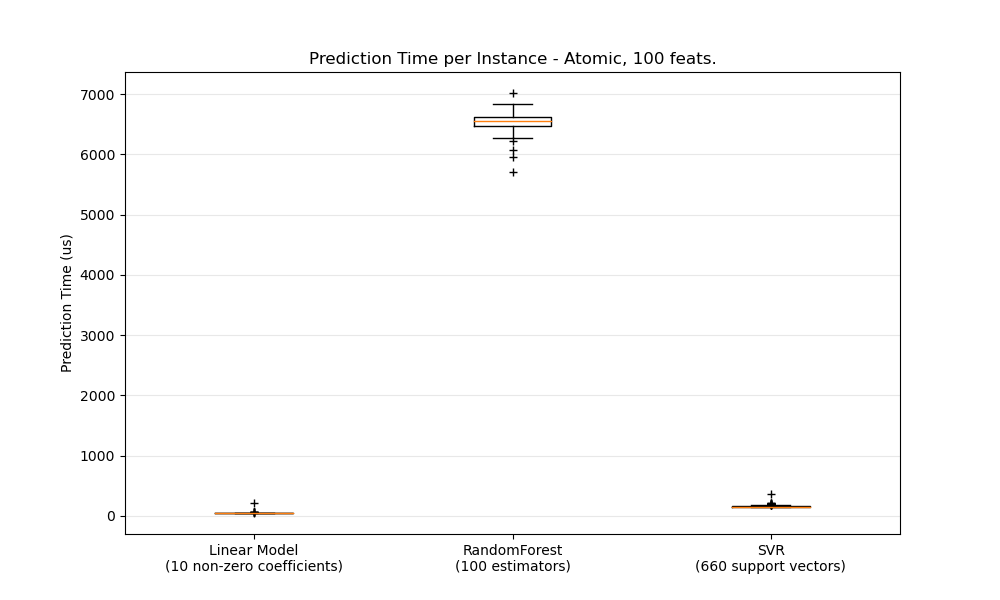 Prediction Time per Instance - Atomic, 100 feats.
Prediction Time (us)
7000
6000
5000
4000
3000
2000
1000
0
Linear Model
(10 non-zero coefficients)
RandomForest
(100 estimators)
SVR
(660 support vectors)